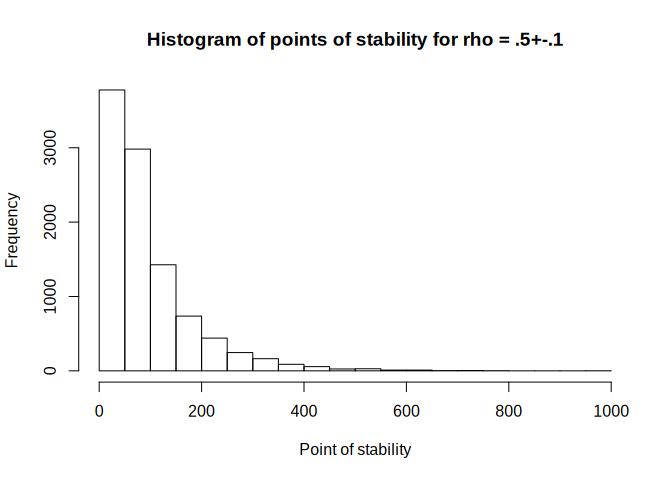 Histogram of points of stability for rho = .5+-.1
Frequency
3000
2000
1000
0
0 200 400 600 800 1000
Point of stability